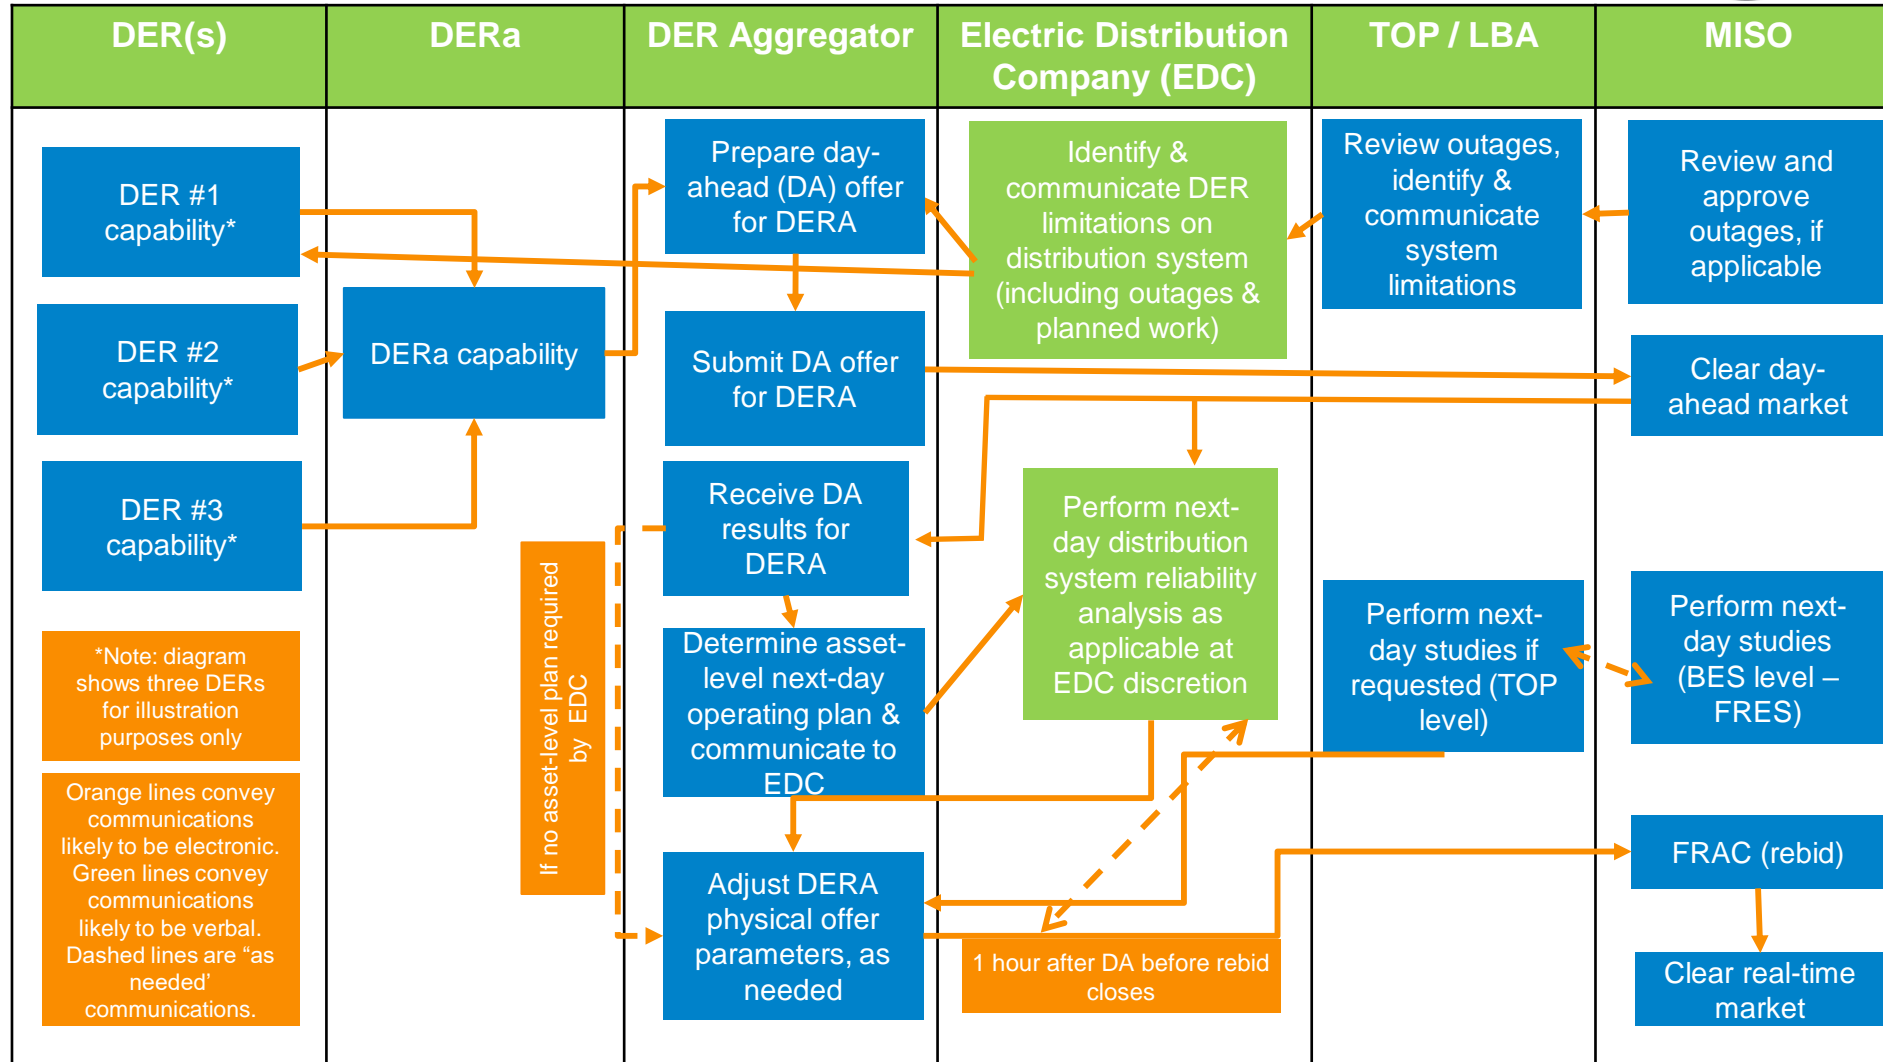 DER(s)
DERa
DER Aggregator
Electric Distribution
Company (EDC)
TOP / LBA
MISO
DER #1
capability*
DER #2
capability*
DER #3
capability*
*Note: diagram
shows three DERs
for illustration
purposes only
Orange lines convey
communications
likely to be electronic.
Green lines convey
communications
likely to be verbal.
Dashed lines are “as
needed’
communications.
DERa capability
If no asset-level plan required
by EDC
Prepare day-
ahead (DA) offer
for DERA
Submit DA offer
for DERA
Receive DA
results for
DERA
Determine asset-
level next-day
operating plan &
communicate to
EDC
Adjust DERA
physical offer
parameters, as
needed
Identify &
communicate DER
limitations on
distribution system
(including outages &
planned work)
Perform next-
day distribution
system reliability
analysis as
applicable at
EDC discretion
1 hour after DA before rebid
closes
Review outages,
identify &
communicate
system
limitations
Perform next-
day studies if
requested (TOP
level)
Review and
approve
outages, if
applicable
Clear day-
ahead market
Perform next-
day studies
(BES level –
FRES)
FRAC (rebid)
Clear real-time
market